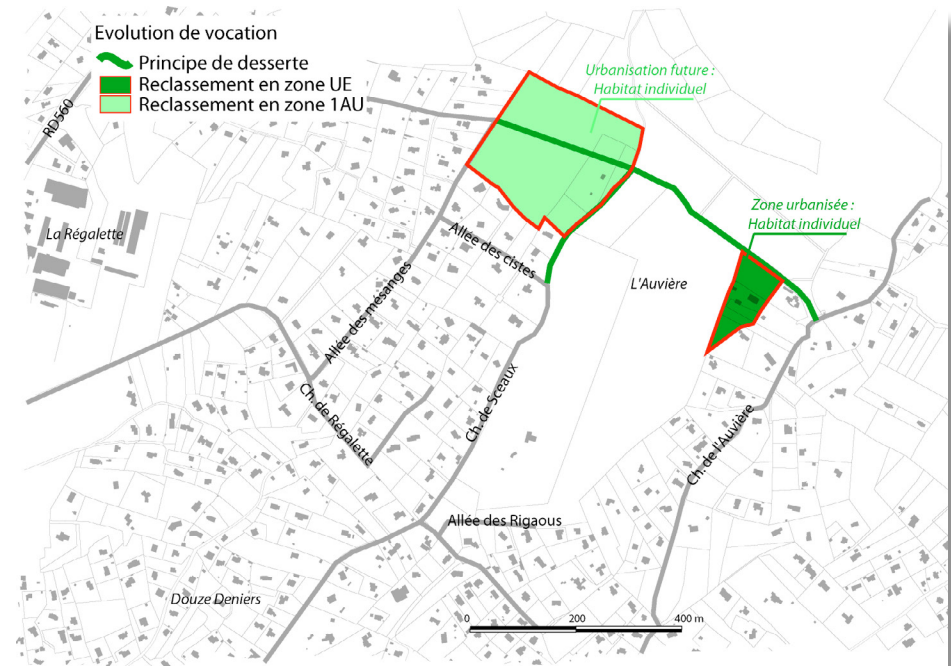 Evolution de vocation
Principe de desserte
Reclassement en zone UE
Reclassement en zone 1AU
Urbanisation future :
Habitat individuel
RD560
Zone urbanisée :
Habitat individuel
La Régalette
Allée des cistes
L'Auvière
Allée des mésanges
Ch. de Régalette
Ch. de Sceaux
Ch. de l'Auvière
Allée des Rigaous
Douze Deniers
0 200 400 m